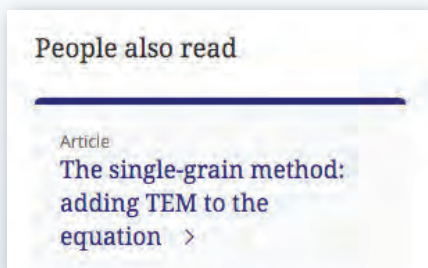 People also read
Article
The single-grain method:
adding TEM to the
equation >